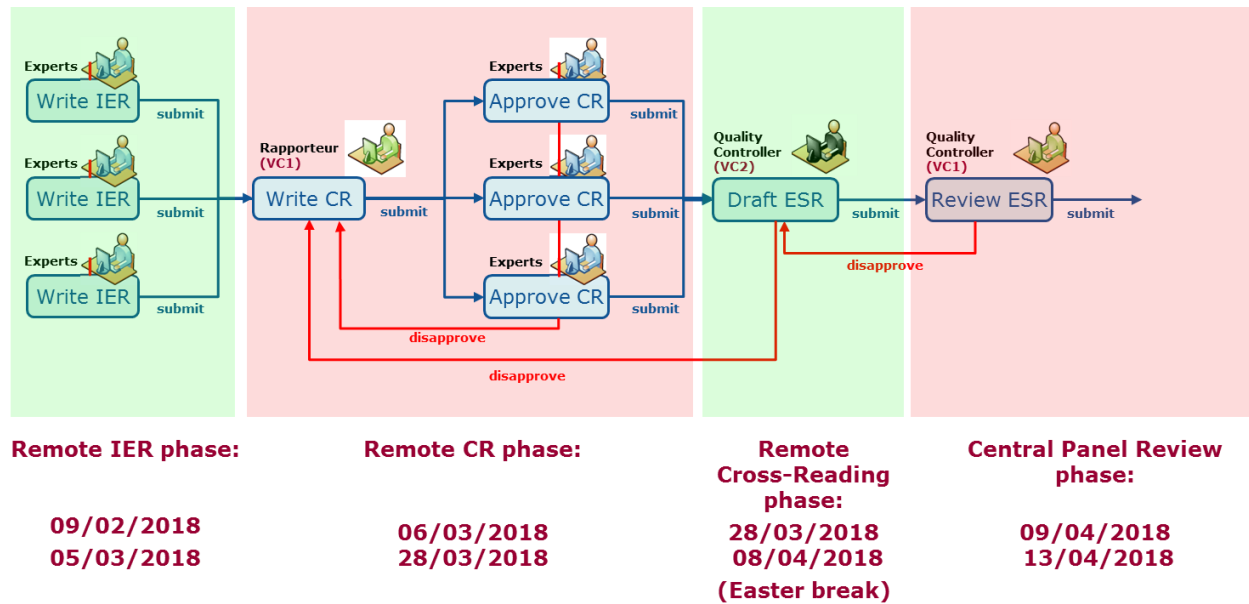 Experts
Write IER
submit
Experts
Write IER
submit
Experts
Write IER
submit
Rapporteur
(VC1)
Write CR
submit
Experts
Approve CR
submit
Experts
Approve CR
submit
Experts
Approve CR
submit
disapprove
disapprove
Quality
Controller
(VC2)
Draft ESR
submit
Quality
Controller
(VC1)
Review ESR
submit
disapprove
Remote IER phase:
09/02/2018
05/03/2018
Remote CR phase:
06/03/2018
28/03/2018
Remote
Cross-Reading
phase:
28/03/2018
08/04/2018
(Easter break)
Central Panel Review
phase:
09/04/2018
13/04/2018